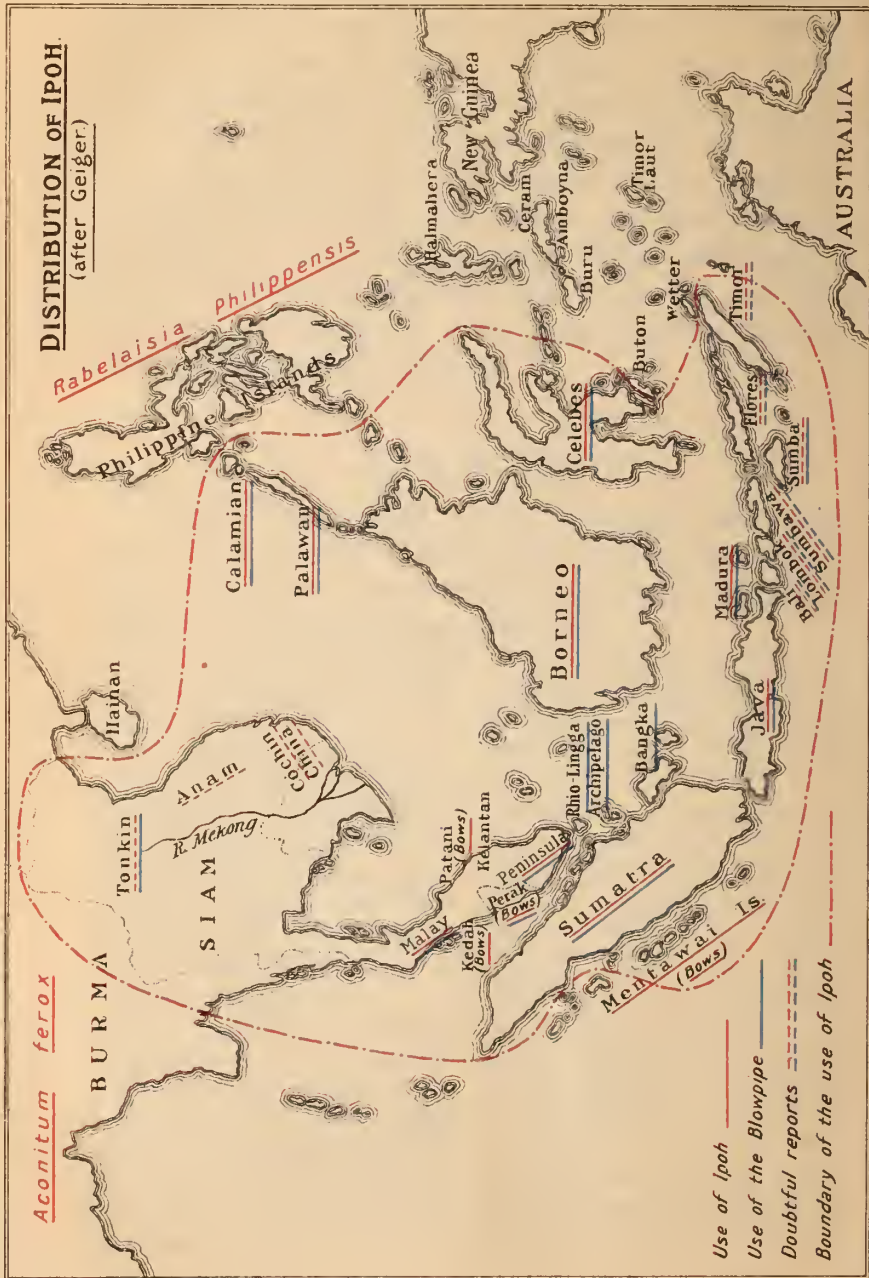 DISTRIBUTION OF IPOH.
(after Geiger.)
Aconitum ferox
Rabelaisia Philippensis
BURMA
SIAM
Tonkin
R. Mekong
Anam
Cochin
China
Hainan
Philippine Islands
Calamian
Palawan
Patani
(Bows)
Kelantan
Kedah
(Bows)
Malay Peninsula
Perak
(Bows)
Rhio-Lingga
Archipelago
Bangka
Sumatra
Mentawai Is.
(Bows)
Borneo
Celebes
Buton
Halmahera
New Guinea
Ceram
Amboyna
Buru
Timor
Laut
Wetter
Timor
Flores
Sumba
Sumbawa
Lombok
Bali
Madura
Java
AUSTRALIA
Use of Ipoh
Use of the Blowpipe
Doubtful reports
Boundary of the use of Ipoh